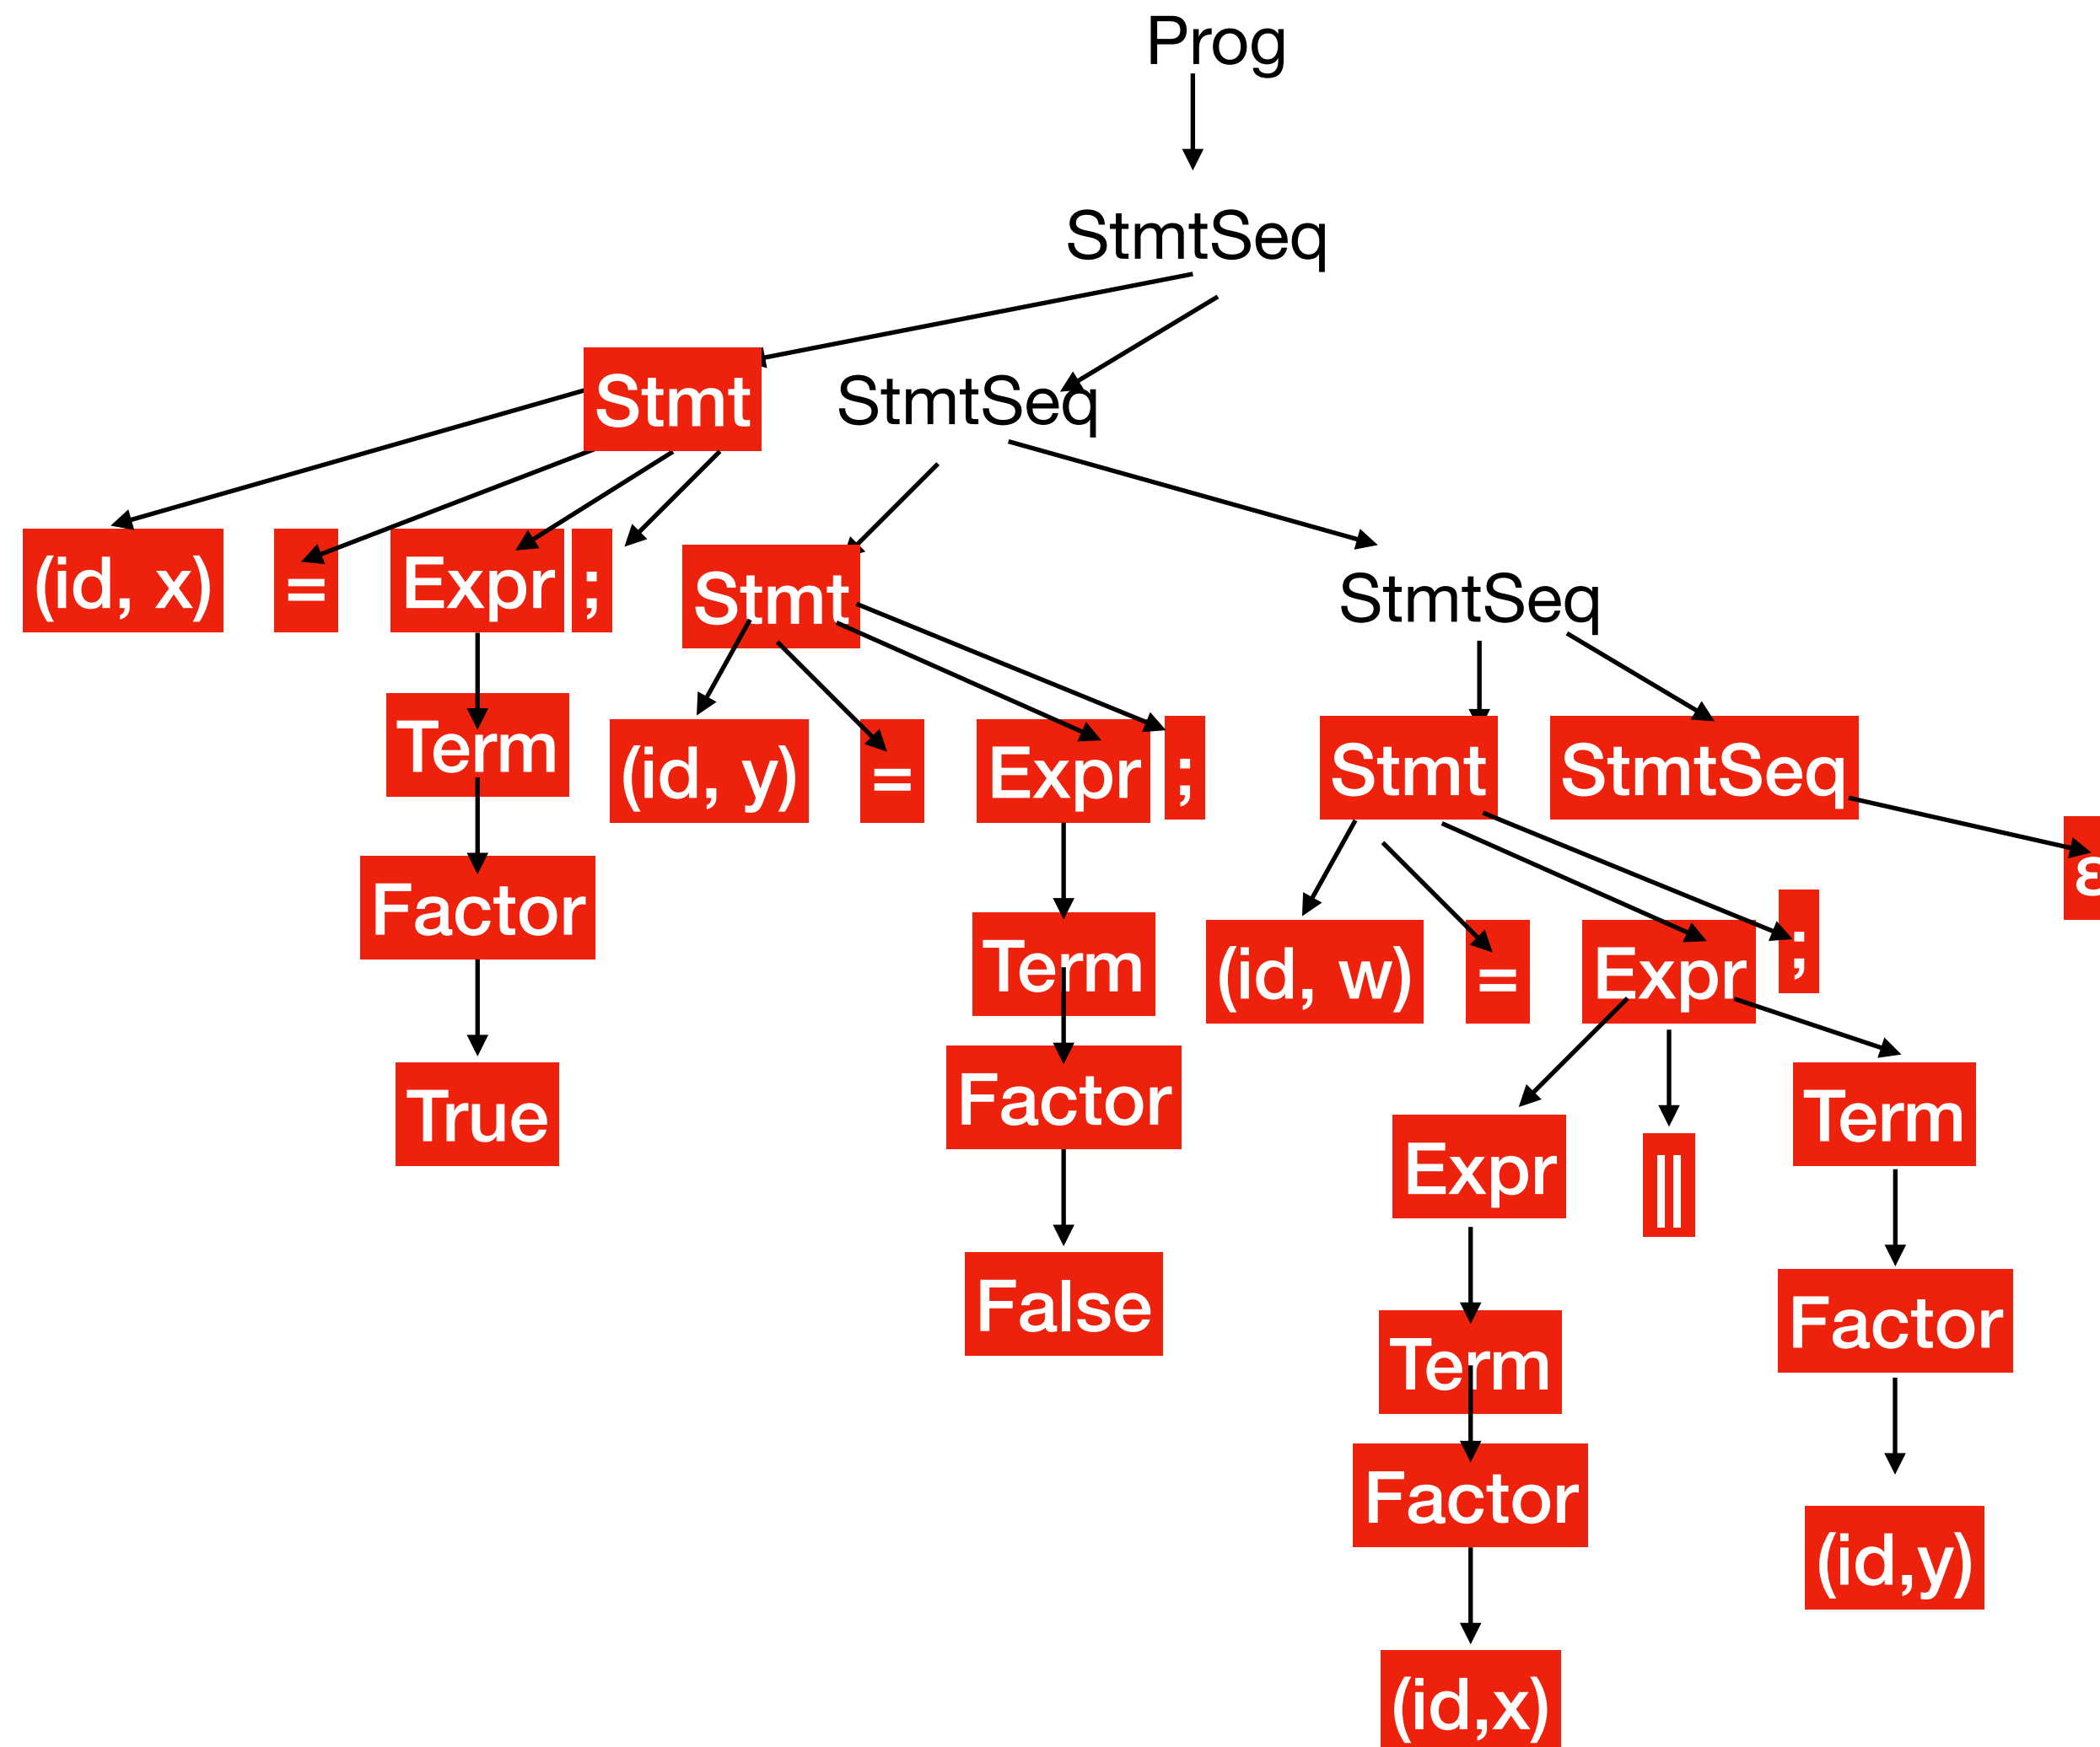 Prog
StmtSeq
Stmt StmtSeq
(id, x) = Expr ; Stmt StmtSeq
Term (id, y) = Expr ; Stmt StmtSeq
ε
Factor Term (id, w) = Expr ;
True Factor Expr || Term
False Term Factor
Factor (id,y)
(id,x)